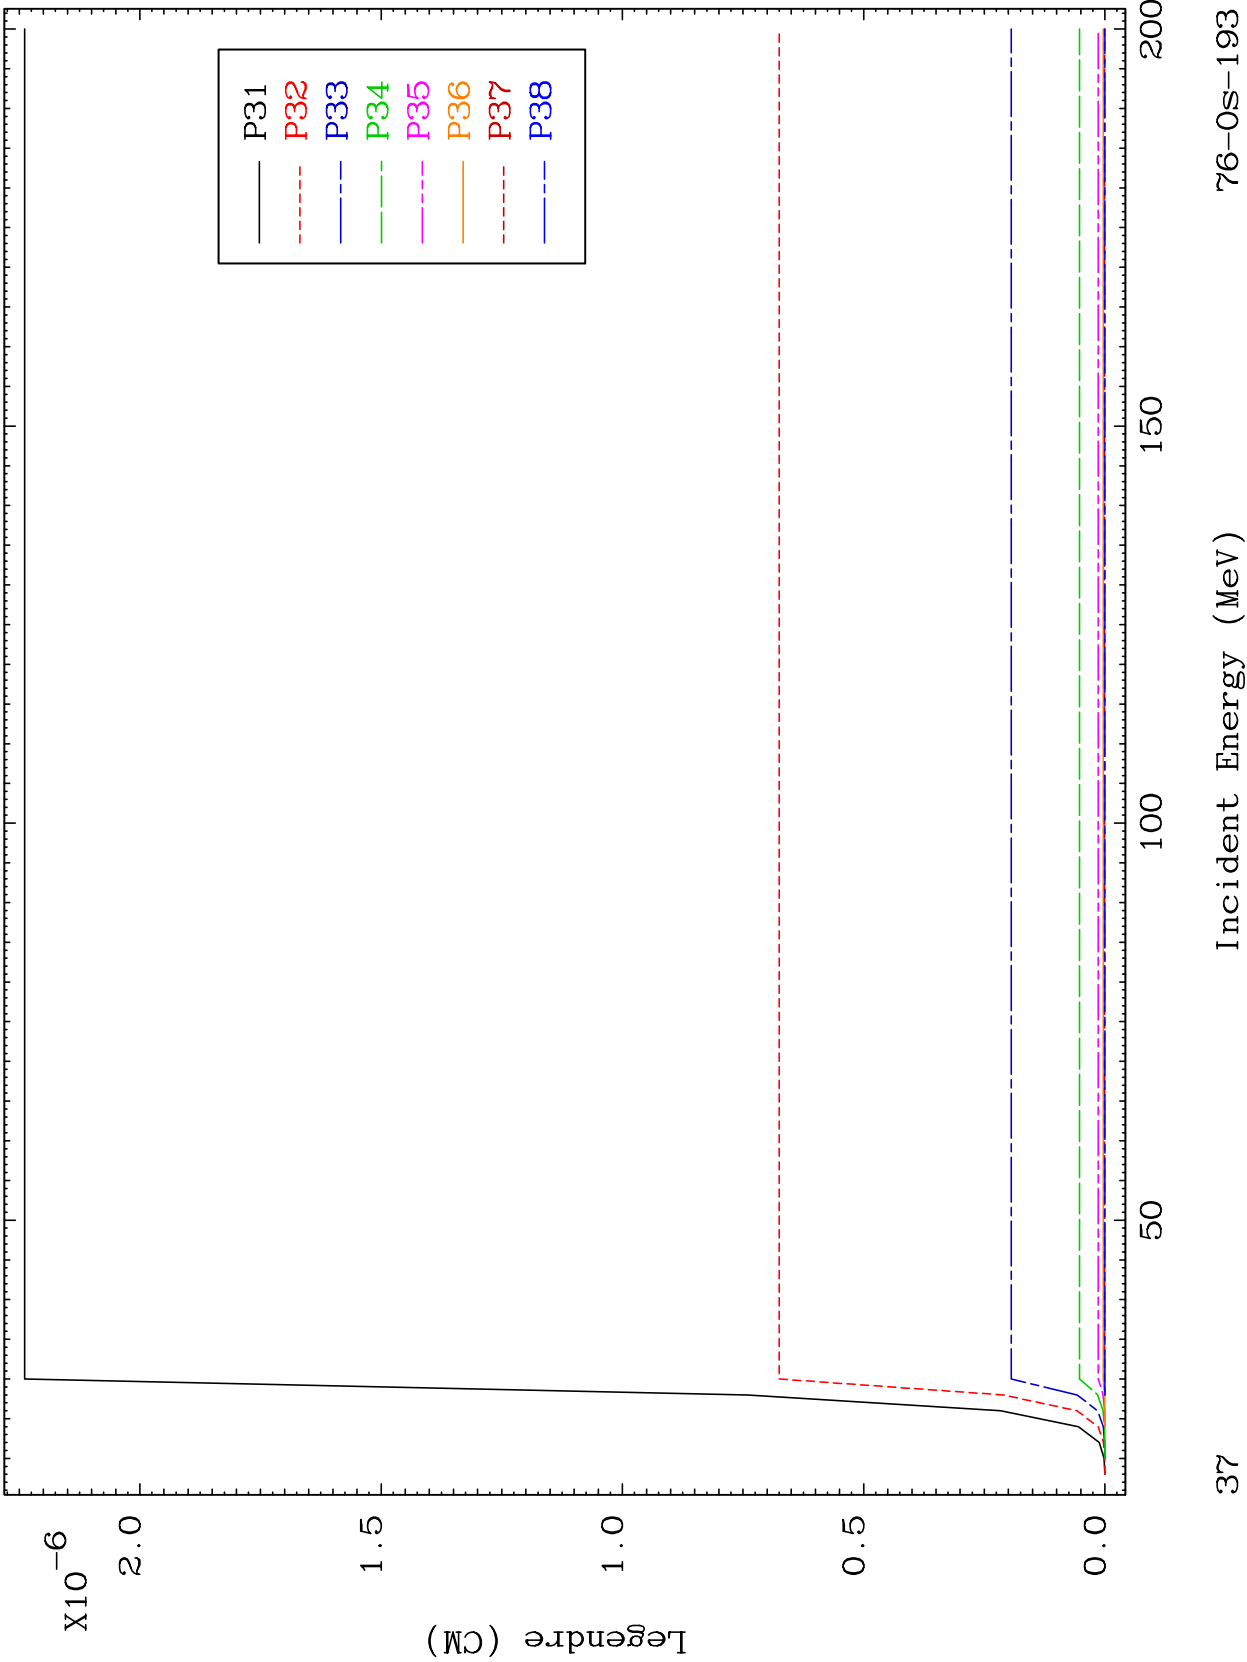 X10-6
2.0
1.5
1.0
0.5
0.0
Legendre (CM)
P31
P32
P33
P34
P35
P36
P37
P38
50
100
150
200
Incident Energy (MeV)
37
76-Os-193